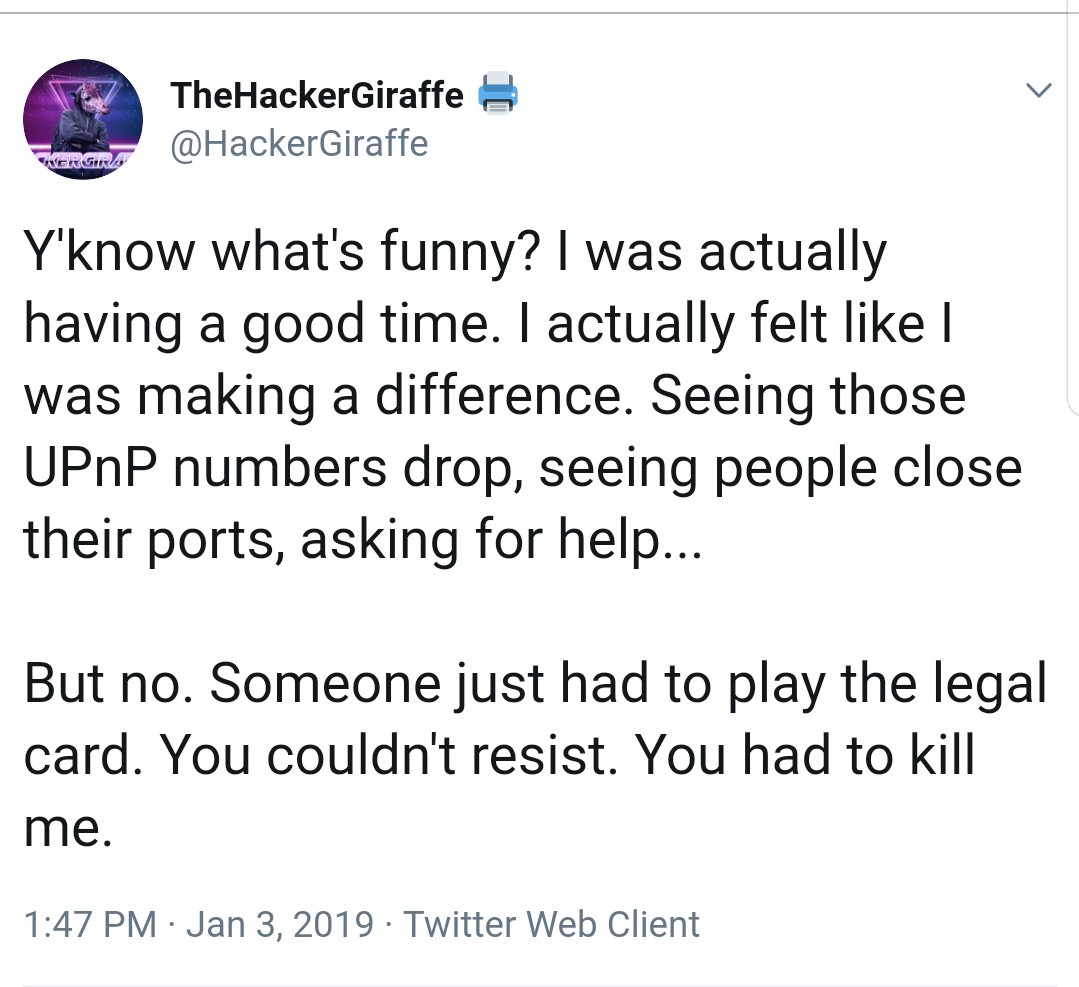 TheHackerGiraffe
@HackerGiraffe
Y'know what's funny? I was actually
having a good time. I actually felt like I
was making a difference. Seeing those
UPnP numbers drop, seeing people close
their ports, asking for help...
But no. Someone just had to play the legal
card. You couldn't resist. You had to kill
me.
1:47 PM · Jan 3, 2019 · Twitter Web Client